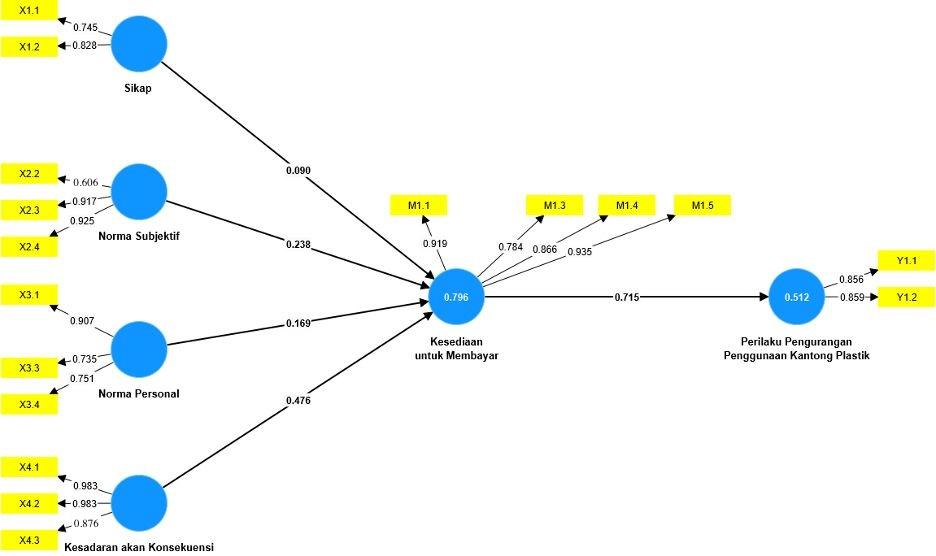 X1.1
0.745
X1.2
0.828
Sikap
0.090
X2.2
0.606
X2.3
0.917
X2.4
0.925
Norma Subjektif
0.238
X3.1
0.907
X3.3
0.735
X3.4
0.751
Norma Personal
0.169
X4.1
0.983
X4.2
0.983
X4.3
0.876
Kesadaran akan Konsekuensi
0.476
M1.1
M1.3
M1.4
M1.5
0.919
0.784
0.866
0.935
0.796
Kesediaan
untuk Membayar
0.715
0.512
Perilaku Pengurangan
Penggunaan Kantong Plastik
0.856
Y1.1
0.859
Y1.2